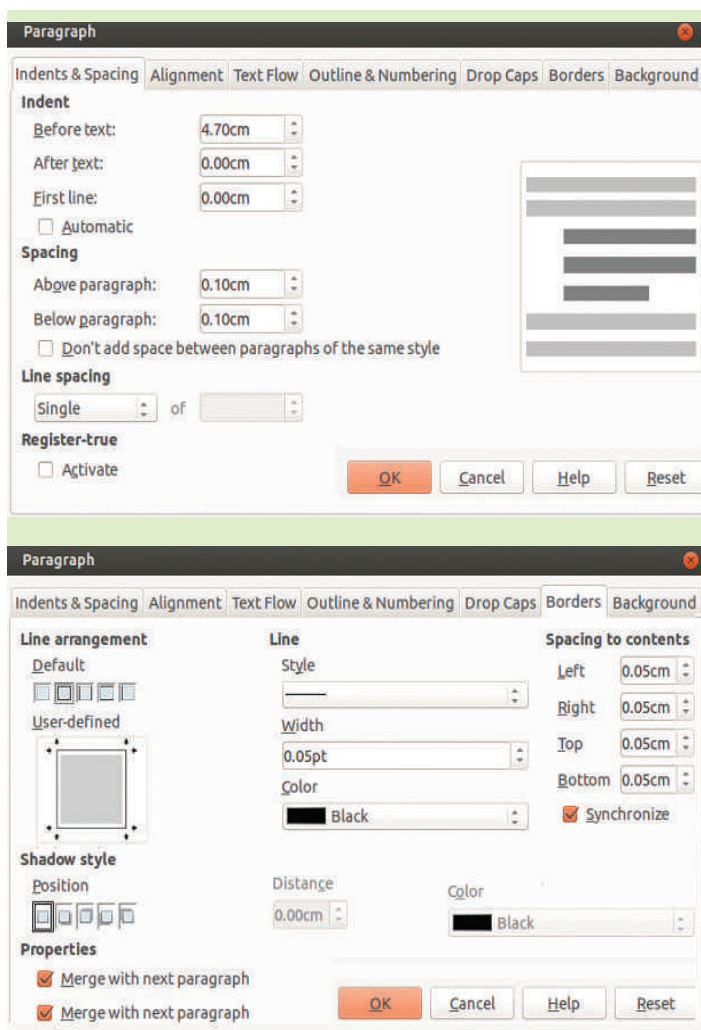 Paragraph
Indents & Spacing Alignment Text Flow Outline & Numbering Drop Caps Borders Background
Indent
Before text: 4.70cm
After text: 0.00cm
First line: 0.00cm
Automatic
Spacing
Above paragraph: 0.10cm
Below paragraph: 0.10cm
Don't add space between paragraphs of the same style
Line spacing
Single of
Register-true
Activate
OK Cancel Help Reset
Paragraph
Indents & Spacing Alignment Text Flow Outline & Numbering Drop Caps Borders Background
Line arrangement Line Spacing to contents
Default Style Left 0.05cm
User-defined Width Right 0.05cm
0.05pt Top 0.05cm
Color Bottom 0.05cm
Black Synchronize
Shadow style
Position Distance Color
0.00cm Black
Properties
Merge with next paragraph
Merge with next paragraph
OK Cancel Help Reset